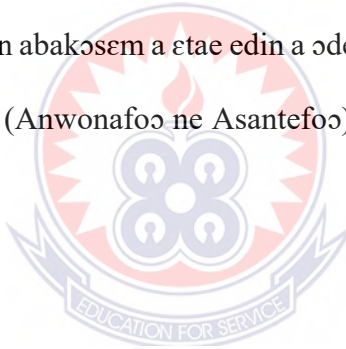 n abakɔsɛm a ɛtae edin a ɔde
(Anwonafoɔ ne Asantefoɔ)
EDUCATION FOR SERVICE